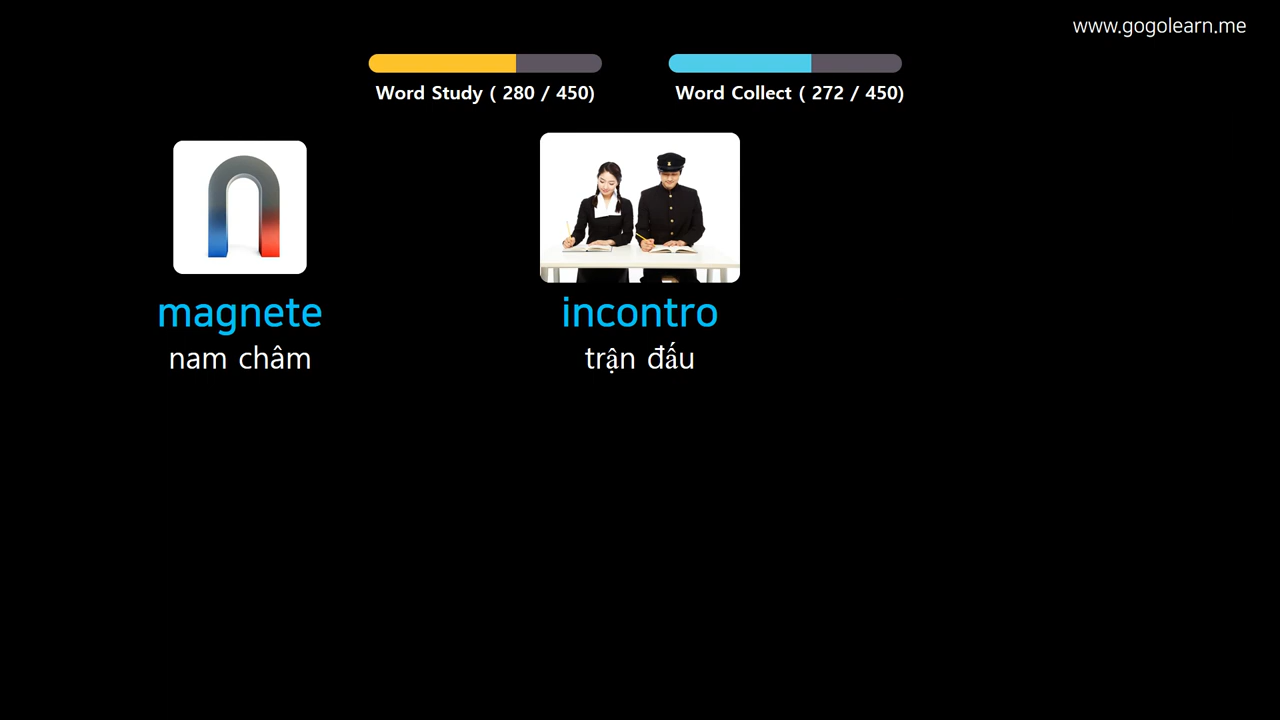 www.gogolearn.me
Word Study ( 280 / 450)
Word Collect ( 272 / 450)
magnete
incontro
nam châm
trận đấu